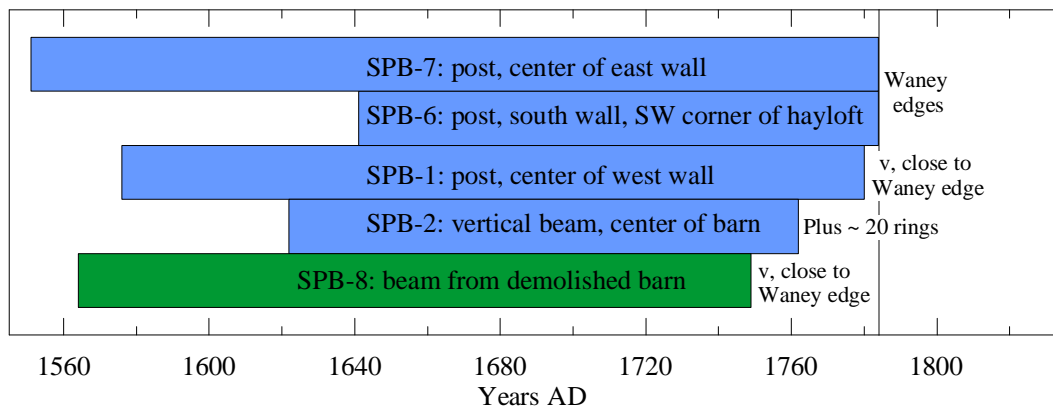 SPB-7: post, center of east wall
Waney
edges
SPB-6: post, south wall, SW corner of hayloft
SPB-1: post, center of west wall
v, close to
Waney edge
SPB-2: vertical beam, center of barn
Plus ~ 20 rings
SPB-8: beam from demolished barn
v, close to
Waney edge
1560 1600 1640 1680 1720 1760 1800
Years AD